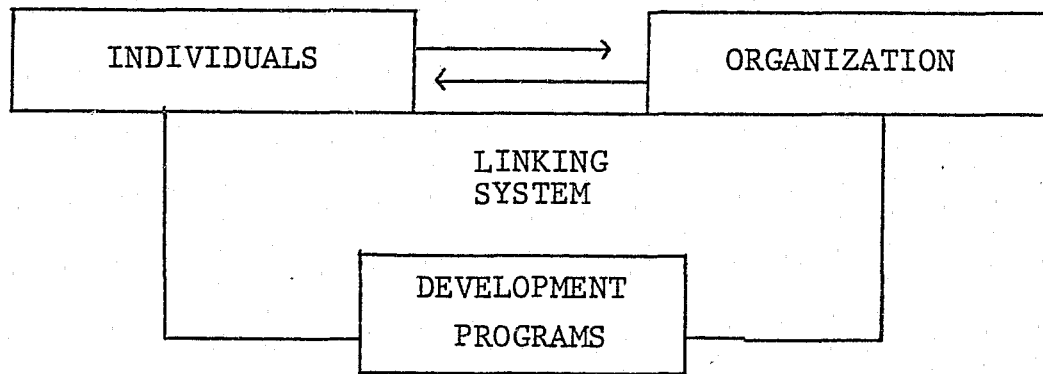 INDIVIDUALS
ORGANIZATION
LINKING
SYSTEM
DEVELOPMENT
PROGRAMS